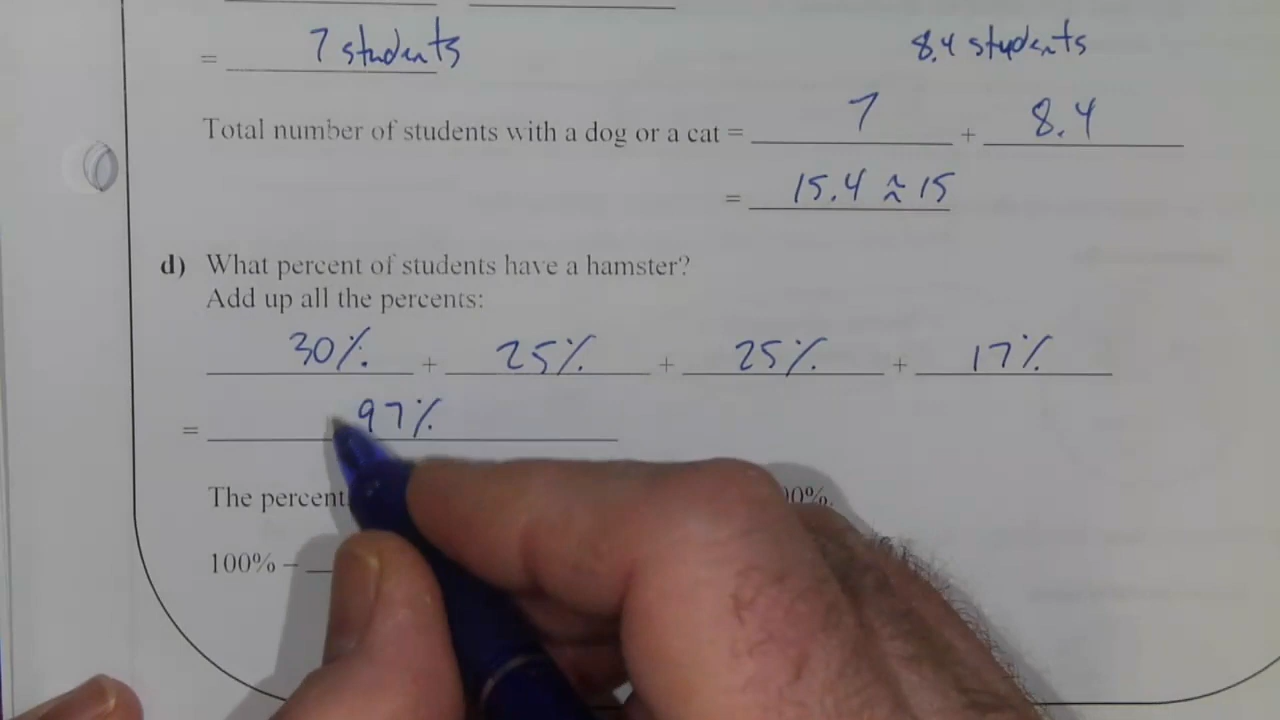 = 7 students
8.4 students
Total number of students with a dog or a cat = 7 + 8.4
= 15.4 ≈ 15
d) What percent of students have a hamster?
Add up all the percents:
30% + 25% + 25% + 17%
= 97%
The percent 00%.
100% –